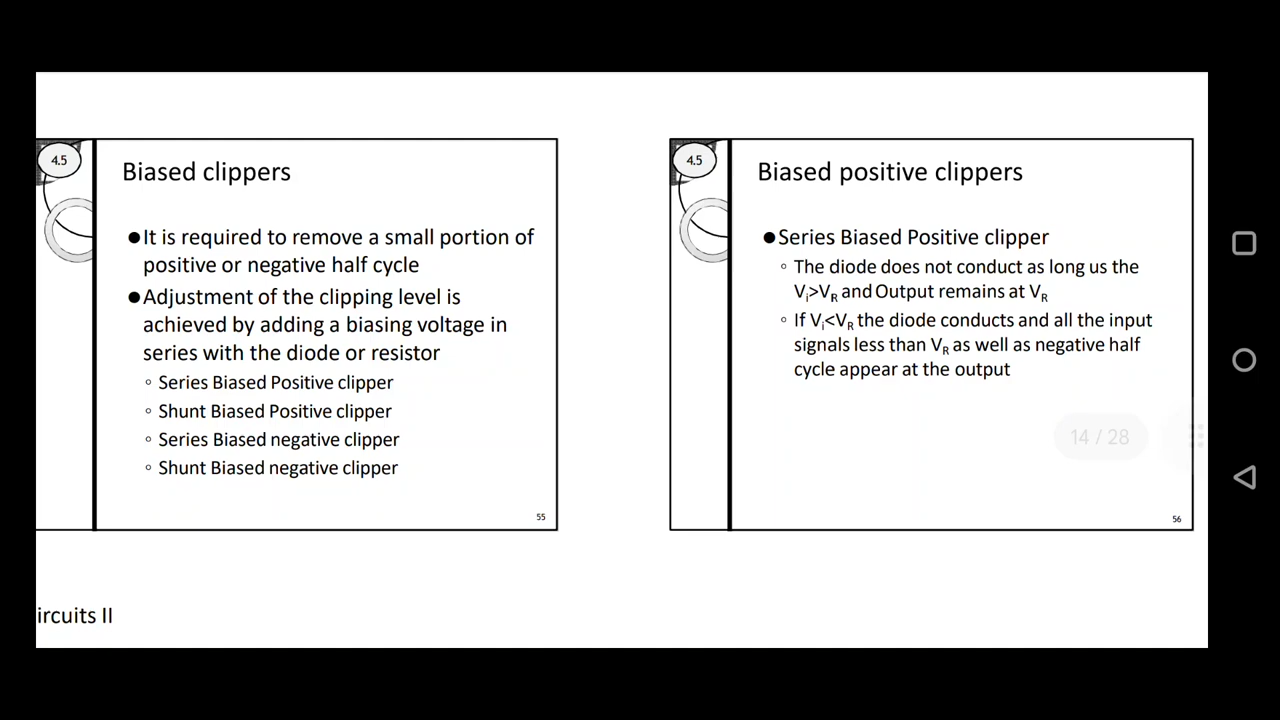 4.5
Biased clippers
●It is required to remove a small portion of
positive or negative half cycle
●Adjustment of the clipping level is
achieved by adding a biasing voltage in
series with the diode or resistor
◦ Series Biased Positive clipper
◦ Shunt Biased Positive clipper
◦ Series Biased negative clipper
◦ Shunt Biased negative clipper
55
4.5
Biased positive clippers
●Series Biased Positive clipper
◦ The diode does not conduct as long us the
Vi>VR and Output remains at VR
◦ If Vi<VR the diode conducts and all the input
signals less than VR as well as negative half
cycle appear at the output
14 / 28
56
ircuits II